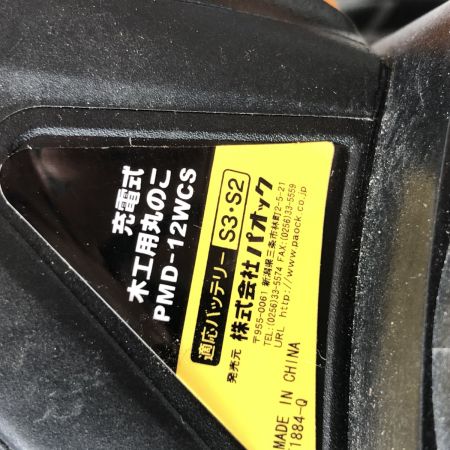 充電式
木工用丸のこ
PMD-12WCS
適応バッテリー S3・S2
発売元 株式会社パオック
〒955-0061 新潟県三条市林町2-5-21
TEL:(0256)33-5574 FAX:(0256)33-5559
URL http://www.paock.co.jp
MADE IN CHINA
1884-Q